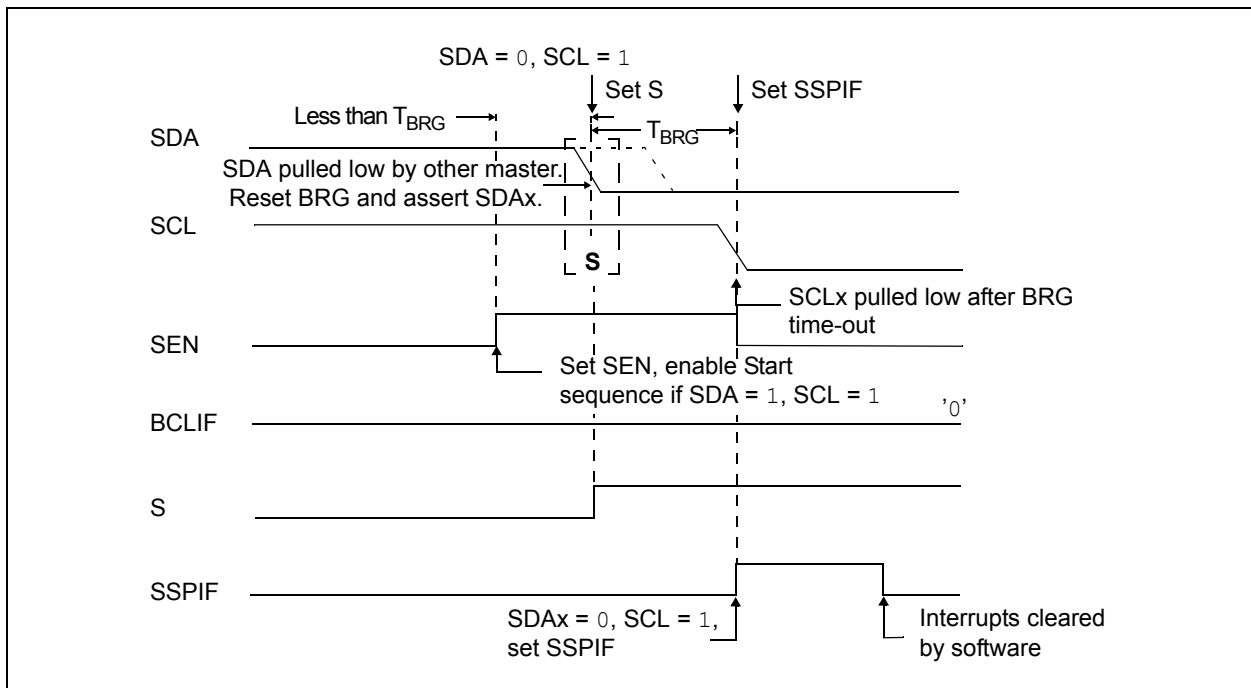 SDA = 0, SCL = 1
Set S
Set SSPIF
Less than TBRG
TBRG
SDA
SDA pulled low by other master.
Reset BRG and assert SDAx.
SCL
S
SCLx pulled low after BRG
time-out
SEN
Set SEN, enable Start
sequence if SDA = 1, SCL = 1
'0'
BCLIF
S
SSPIF
SDAx = 0, SCL = 1,
set SSPIF
Interrupts cleared
by software